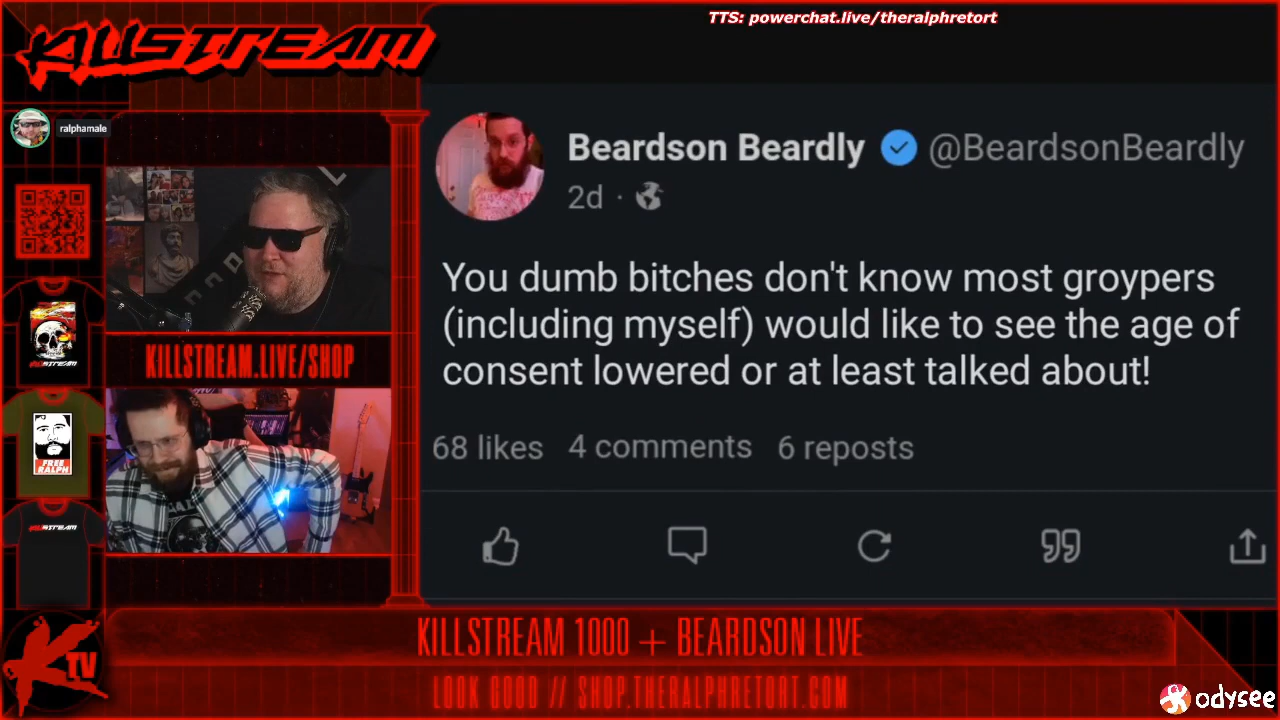 TTS: powerchat.live/theralphretort
KILLSTREAM
ralphamale
Beardson Beardly @BeardsonBeardly
2d ·
You dumb bitches don't know most groypers
(including myself) would like to see the age of
consent lowered or at least talked about!
68 likes 4 comments 6 reposts
KILLSTREAM.LIVE/SHOP
KILLSTREAM
FREE
RALPH
KILLSTREAM
K TV
KILLSTREAM 1000 + BEARDSON LIVE
LOOK GOOD // SHOP.THERALPHRETORT.COM
odysee